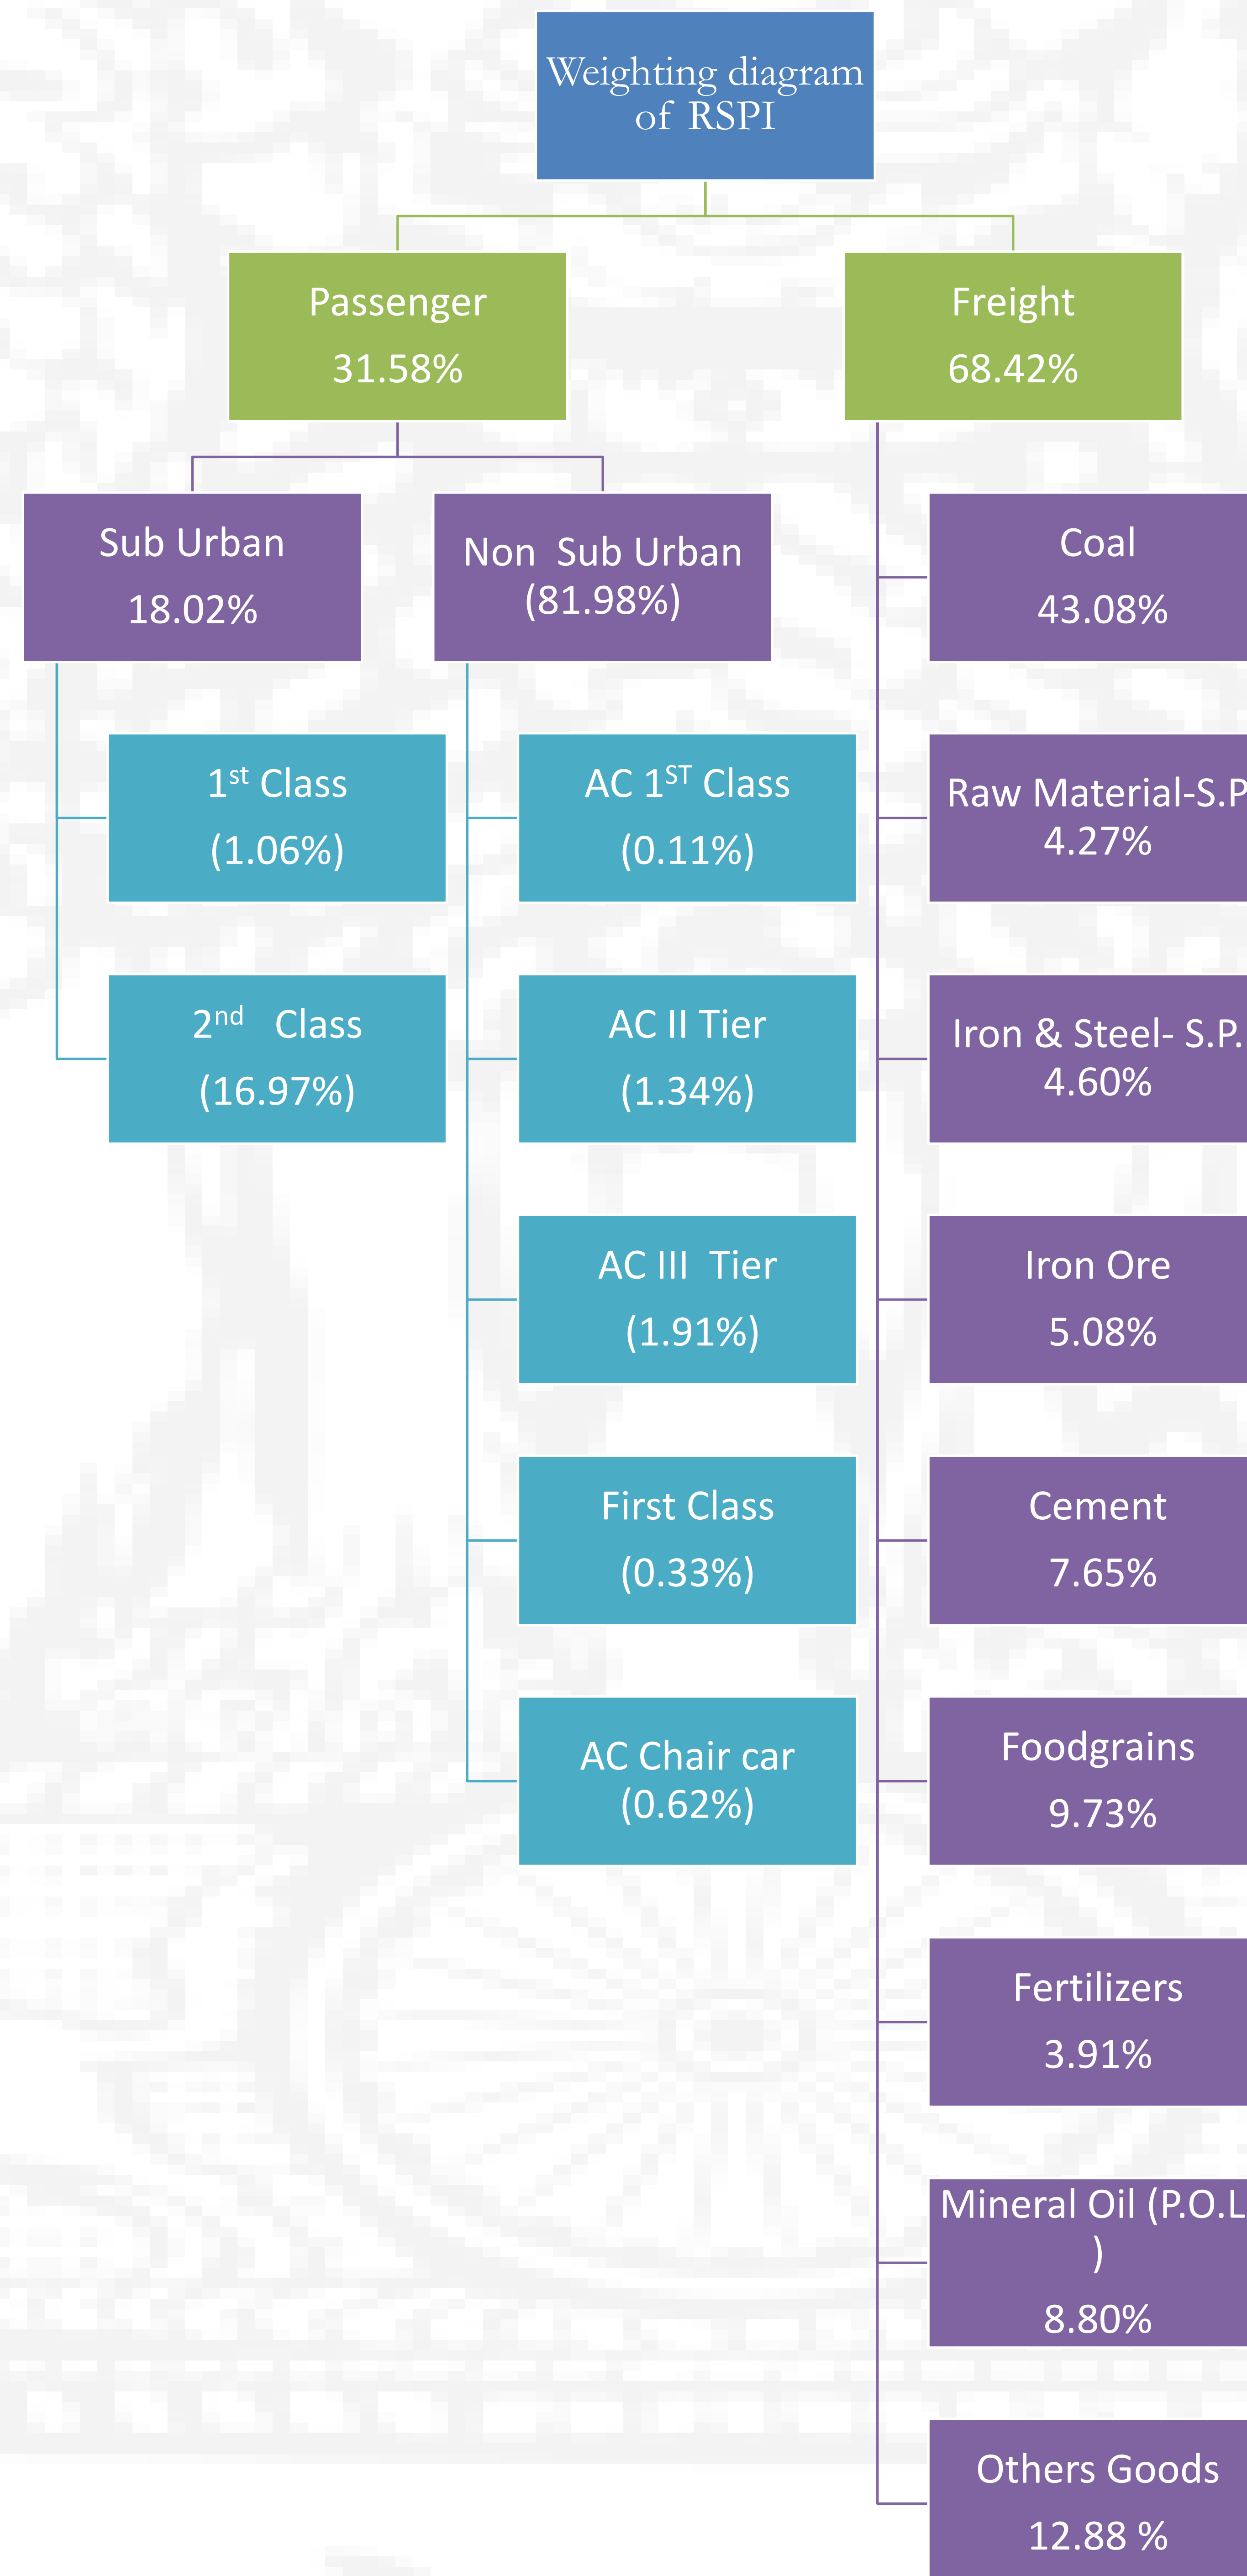 Weighting diagram
of RSPI
Passenger
31.58%
Freight
68.42%
Sub Urban
18.02%
Non Sub Urban
(81.98%)
Coal
43.08%
1st Class
(1.06%)
AC 1ST Class
(0.11%)
Raw Material-S.P
4.27%
2nd Class
(16.97%)
AC II Tier
(1.34%)
Iron & Steel- S.P.
4.60%
AC III Tier
(1.91%)
Iron Ore
5.08%
First Class
(0.33%)
Cement
7.65%
AC Chair car
(0.62%)
Foodgrains
9.73%
Fertilizers
3.91%
Mineral Oil (P.O.L
)
8.80%
Others Goods
12.88 %